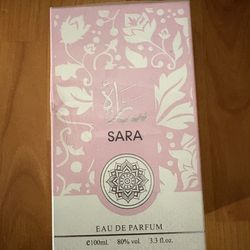 SARA
EAU DE PARFUM
℮100ml. 80% vol. 3.3 fl.oz.